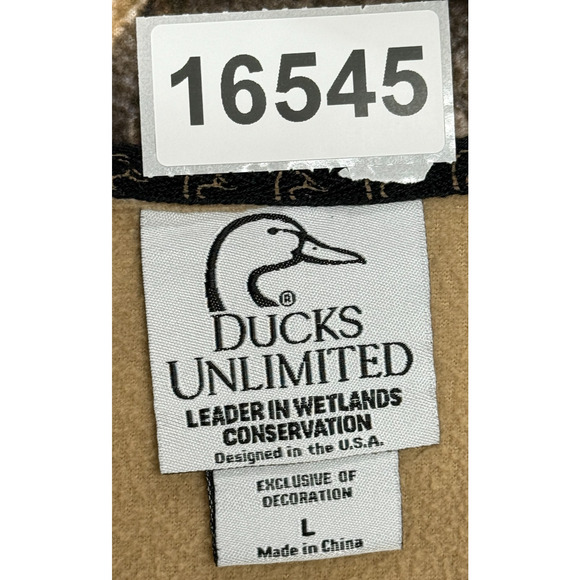 16545
®
DUCKS
UNLIMITED
LEADER IN WETLANDS
CONSERVATION
Designed in the U.S.A.
EXCLUSIVE OF
DECORATION
L
Made in China